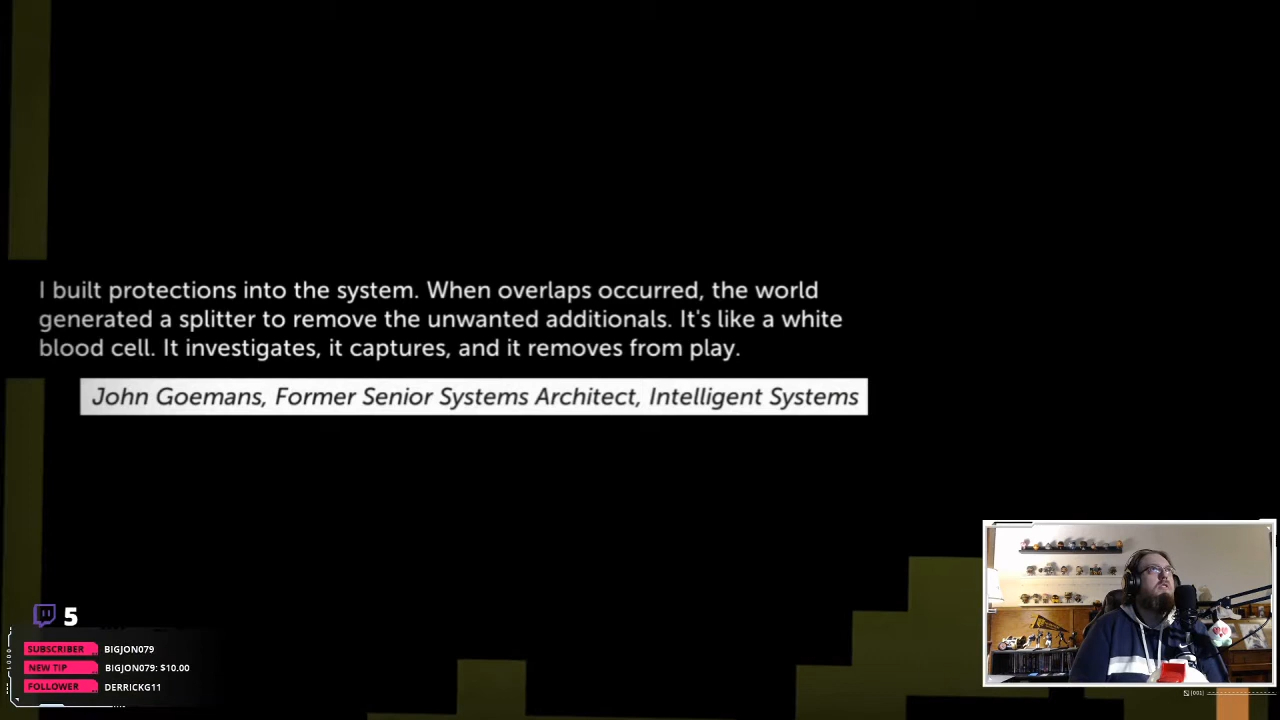 I built protections into the system. When overlaps occurred, the world
generated a splitter to remove the unwanted additionals. It's like a white
blood cell. It investigates, it captures, and it removes from play.
John Goemans, Former Senior Systems Architect, Intelligent Systems
5
SUBSCRIBER BIGJON079
NEW TIP BIGJON079: $10.00
FOLLOWER DERRICKG11